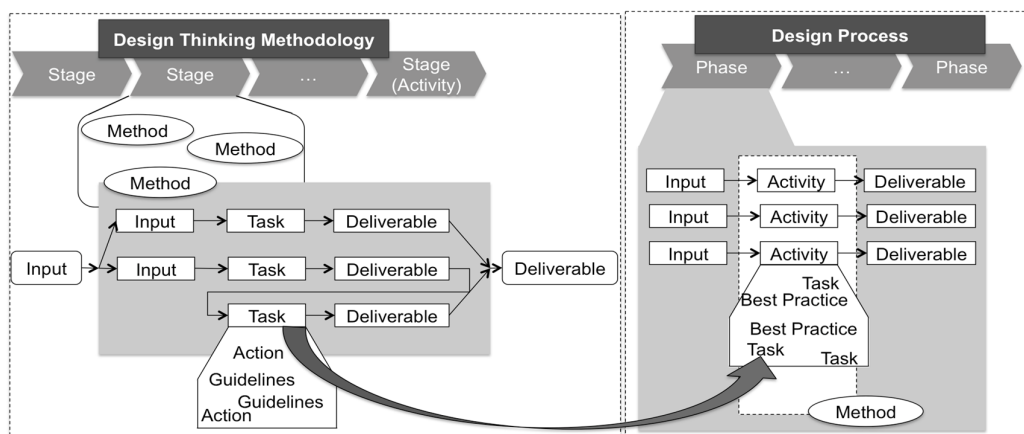 Design Thinking Methodology
Stage
Stage
...
Stage
(Activity)
Method
Method
Method
Input
Input
Task
Deliverable
Input
Task
Deliverable
Deliverable
Task
Deliverable
Action
Guidelines
Guidelines
Action
Design Process
Phase
...
Phase
Input
Activity
Deliverable
Input
Activity
Deliverable
Input
Activity
Deliverable
Task
Best Practice
Best Practice
Task
Task
Method